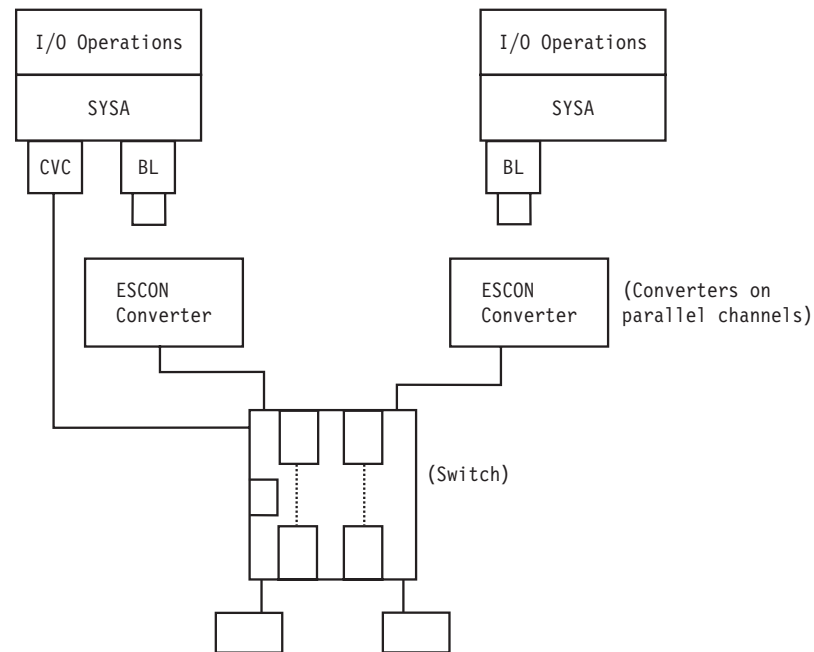 I/O Operations
SYSA
CVC
BL
I/O Operations
SYSA
BL
ESCON
Converter
ESCON
Converter
(Converters on
parallel channels)
(Switch)